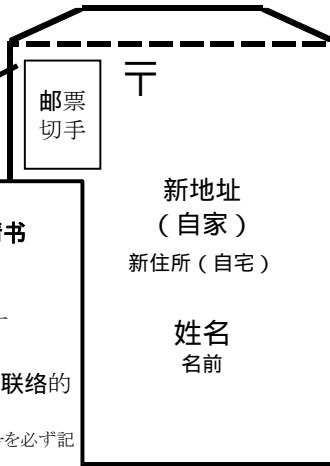 〒
邮票
切手
新地址
（自家）
新住所（自宅）
姓名
名前
书
联络的
を必ず記